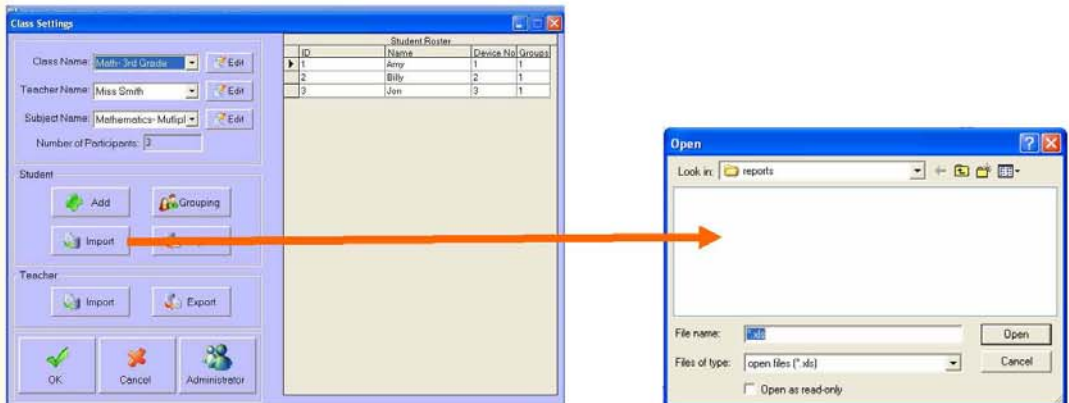 Class Settings
Class Name: Math- 3rd Grade Edit
Teacher Name: Miss Smith Edit
Subject Name: Mathematics- Mutipl Edit
Number of Participants: 3
Student
Add Grouping
Import
Teacher
Import Export
OK Cancel Administrator
Student Roster
ID Name Device No Groups
1 Amy 1 1
2 Billy 2 1
3 Jon 3 1
Open
Look in: reports
File name: *.xls Open
Files of type: open files (*.xls) Cancel
Open as read-only